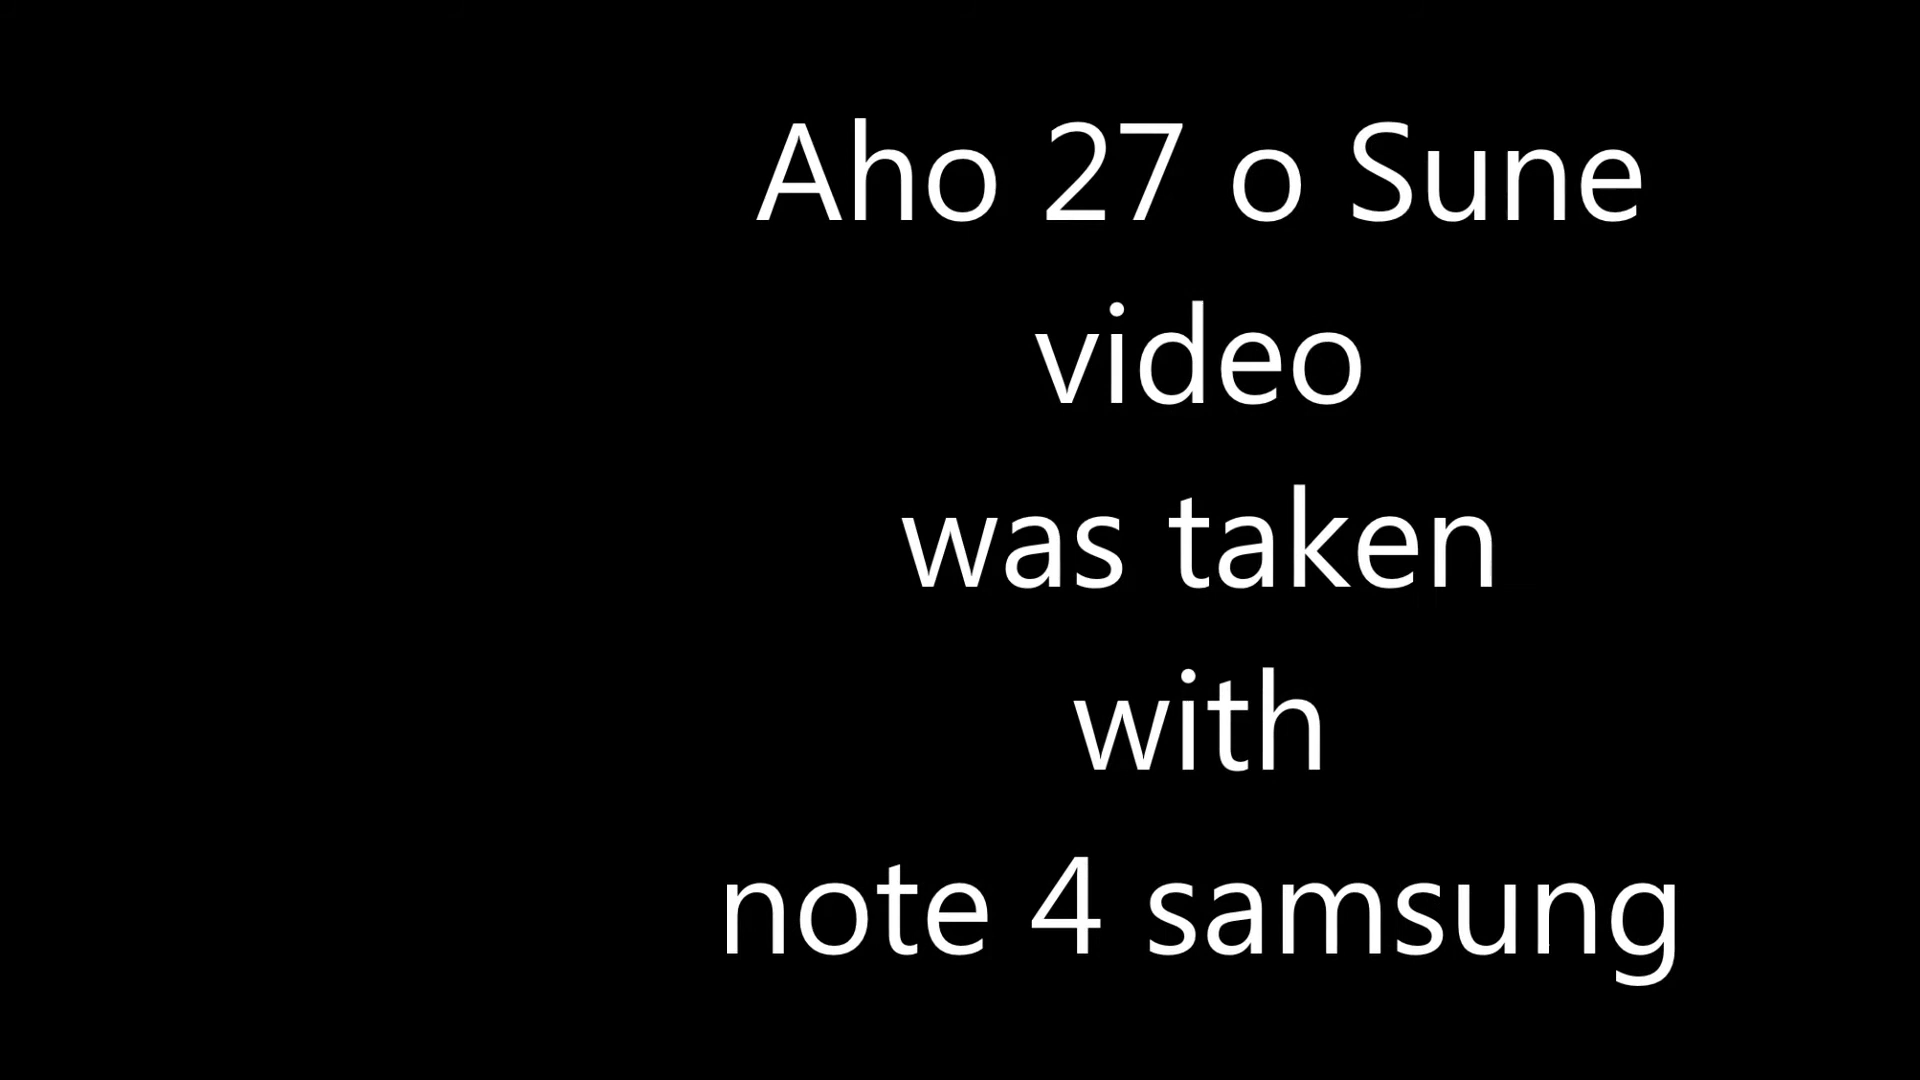 Aho 27 o Sune
video
was taken
with
note 4 samsung